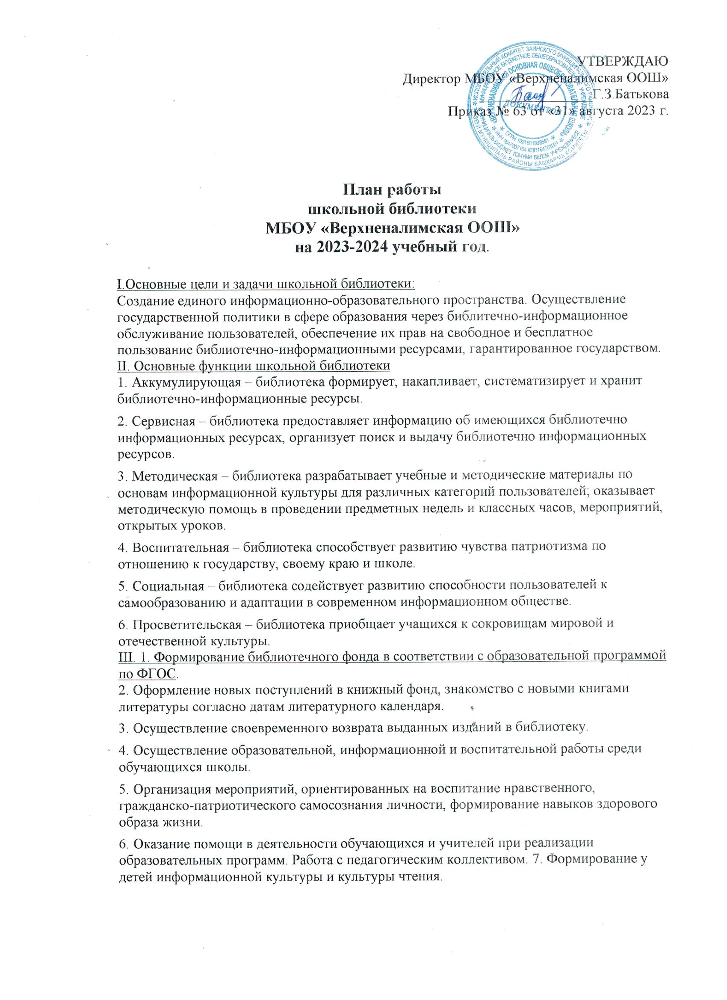 УТВЕРЖДАЮ
Директор МБОУ «Верхненалимская ООШ»
Г.З.Батькова
Приказ № 63 от «31» августа 2023 г.
ДОКУМЕНТОВ
ОГРН 1021601898581
ИНН 1647007164 КПП164701001
План работы
школьной библиотеки
МБОУ «Верхненалимская ООШ»
на 2023-2024 учебный год.
I.Основные цели и задачи школьной библиотеки:
Создание единого информационно-образовательного пространства. Осуществление
государственной политики в сфере образования через библитечно-информационное
обслуживание пользователей, обеспечение их прав на свободное и бесплатное
пользование библиотечно-информационными ресурсами, гарантированное государством.
II. Основные функции школьной библиотеки
1. Аккумулирующая – библиотека формирует, накапливает, систематизирует и хранит
библиотечно-информационные ресурсы.
2. Сервисная – библиотека предоставляет информацию об имеющихся библиотечно
информационных ресурсах, организует поиск и выдачу библиотечно информационных
ресурсов.
3. Методическая – библиотека разрабатывает учебные и методические материалы по
основам информационной культуры для различных категорий пользователей; оказывает
методическую помощь в проведении предметных недель и классных часов, мероприятий,
открытых уроков.
4. Воспитательная – библиотека способствует развитию чувства патриотизма по
отношению к государству, своему краю и школе.
5. Социальная – библиотека содействует развитию способности пользователей к
самообразованию и адаптации в современном информационном обществе.
6. Просветительская – библиотека приобщает учащихся к сокровищам мировой и
отечественной культуры.
III. 1. Формирование библиотечного фонда в соответствии с образовательной программой
по ФГОС.
2. Оформление новых поступлений в книжный фонд, знакомство с новыми книгами
литературы согласно датам литературного календаря.
3. Осуществление своевременного возврата выданных изданий в библиотеку.
4. Осуществление образовательной, информационной и воспитательной работы среди
обучающихся школы.
5. Организация мероприятий, ориентированных на воспитание нравственного,
гражданско-патриотического самосознания личности, формирование навыков здорового
образа жизни.
6. Оказание помощи в деятельности обучающихся и учителей при реализации
образовательных программ. Работа с педагогическим коллективом. 7. Формирование у
детей информационной культуры и культуры чтения.